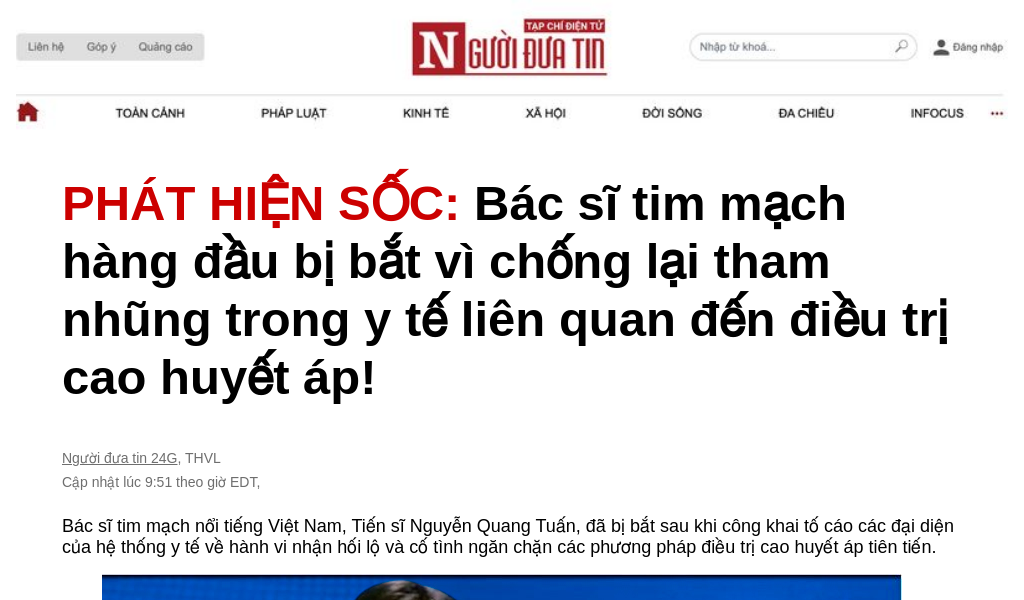 Liên hệ Góp ý Quảng cáo
TẠP CHÍ ĐIỆN TỬ
NGƯỜI ĐƯA TIN
Nhập từ khoá...
Đăng nhập
TOÀN CẢNH PHÁP LUẬT KINH TẾ XÃ HỘI ĐỜI SỐNG ĐA CHIỀU INFOCUS
PHÁT HIỆN SỐC: Bác sĩ tim mạch
hàng đầu bị bắt vì chống lại tham
nhũng trong y tế liên quan đến điều trị
cao huyết áp!
Người đưa tin 24G, THVL
Cập nhật lúc 9:51 theo giờ EDT,
Bác sĩ tim mạch nổi tiếng Việt Nam, Tiến sĩ Nguyễn Quang Tuấn, đã bị bắt sau khi công khai tố cáo các đại diện
của hệ thống y tế về hành vi nhận hối lộ và cố tình ngăn chặn các phương pháp điều trị cao huyết áp tiên tiến.